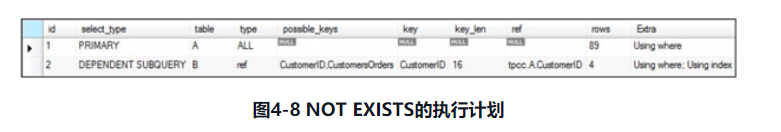 id select_type table type possible_keys key key_len ref rows Extra
1 PRIMARY A ALL NULL NULL NULL NULL 89 Using where
2 DEPENDENT SUBQUERY B ref CustomerID,CustomersOrders CustomerID 16 tpcc.A.CustomerID 4 Using where; Using index
图4-8 NOT EXISTS的执行计划